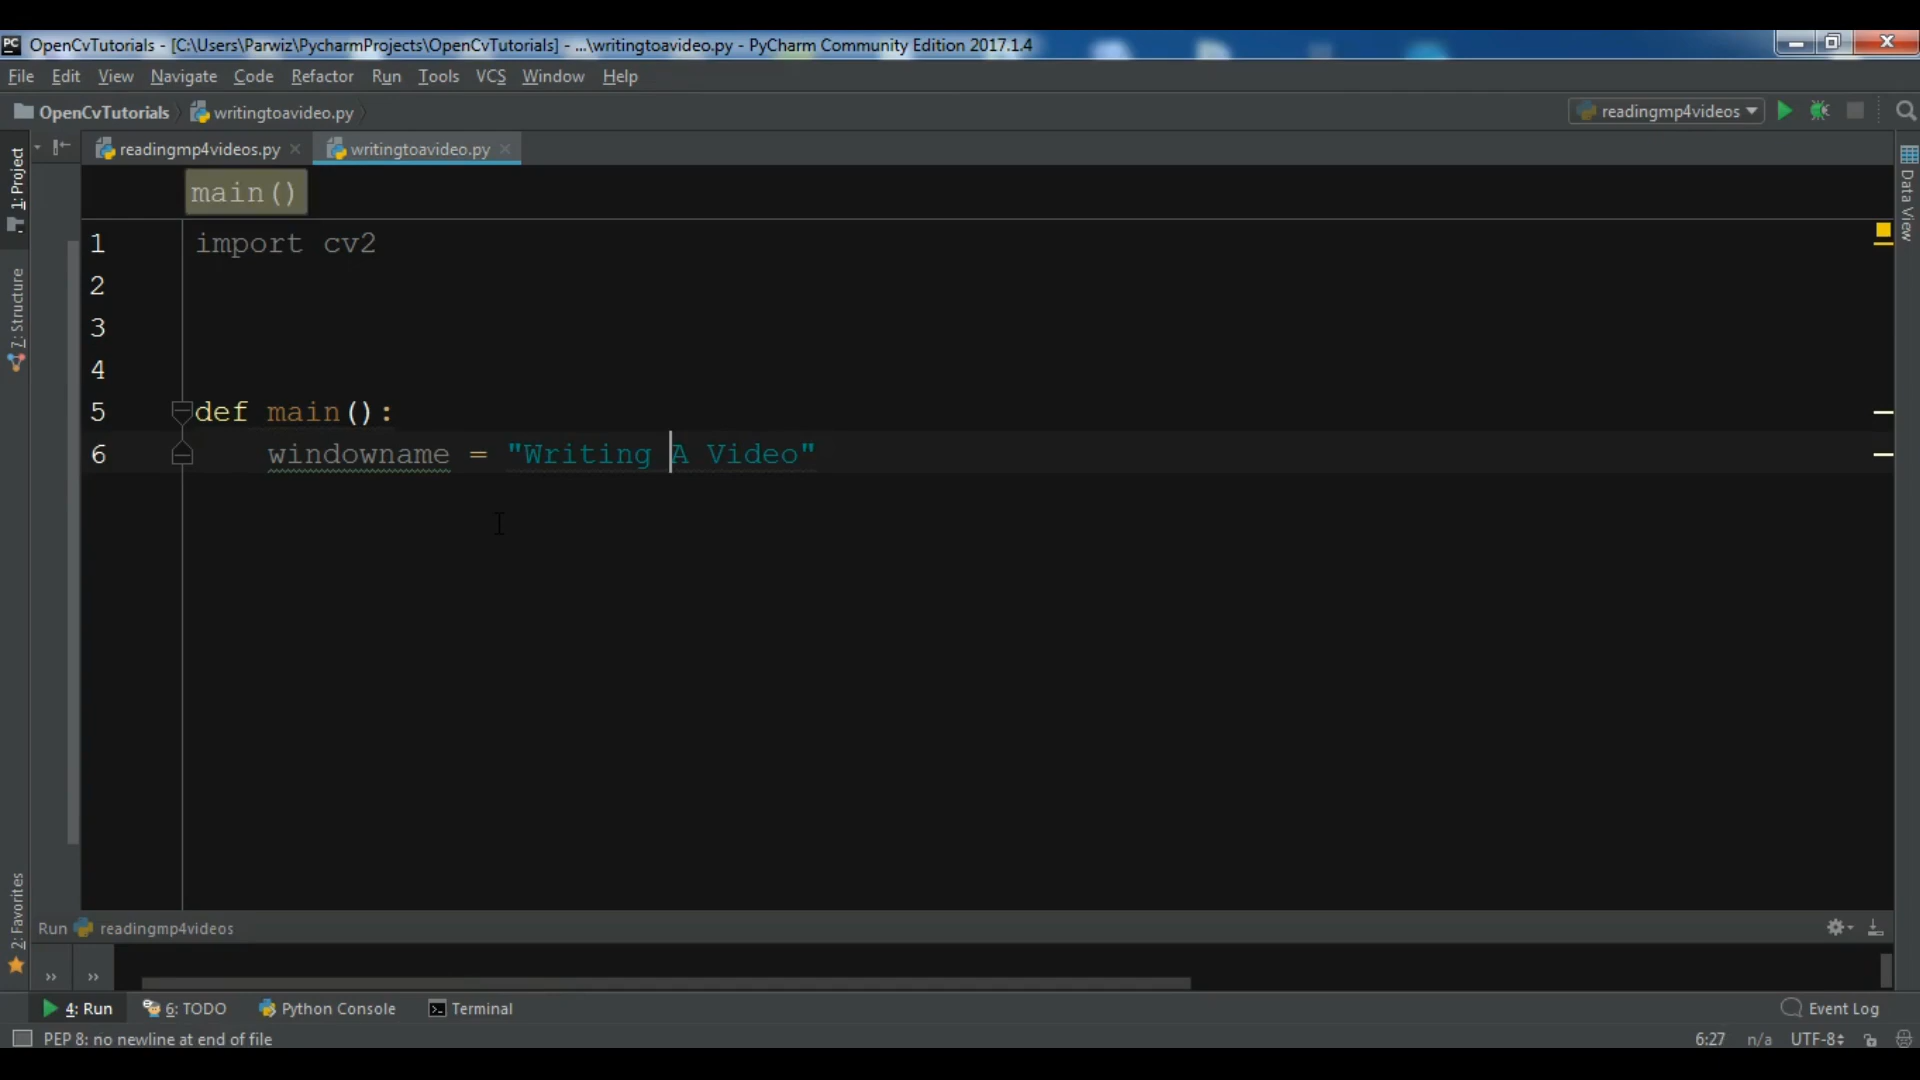 OpenCvTutorials - [C:\Users\Parwiz\PycharmProjects\OpenCvTutorials] - ...\writingtoavideo.py - PyCharm Community Edition 2017.1.4
File Edit View Navigate Code Refactor Run Tools VCS Window Help
OpenCvTutorials writingtoavideo.py readingmp4videos
readingmp4videos.py writingtoavideo.py
1: Project
7: Structure
2: Favorites
Data View
main()
1 import cv2
2
3
4
5 def main():
6 windowname = "Writing A Video"
Run readingmp4videos
4: Run 6: TODO Python Console Terminal Event Log
PEP 8: no newline at end of file 6:27 n/a UTF-8